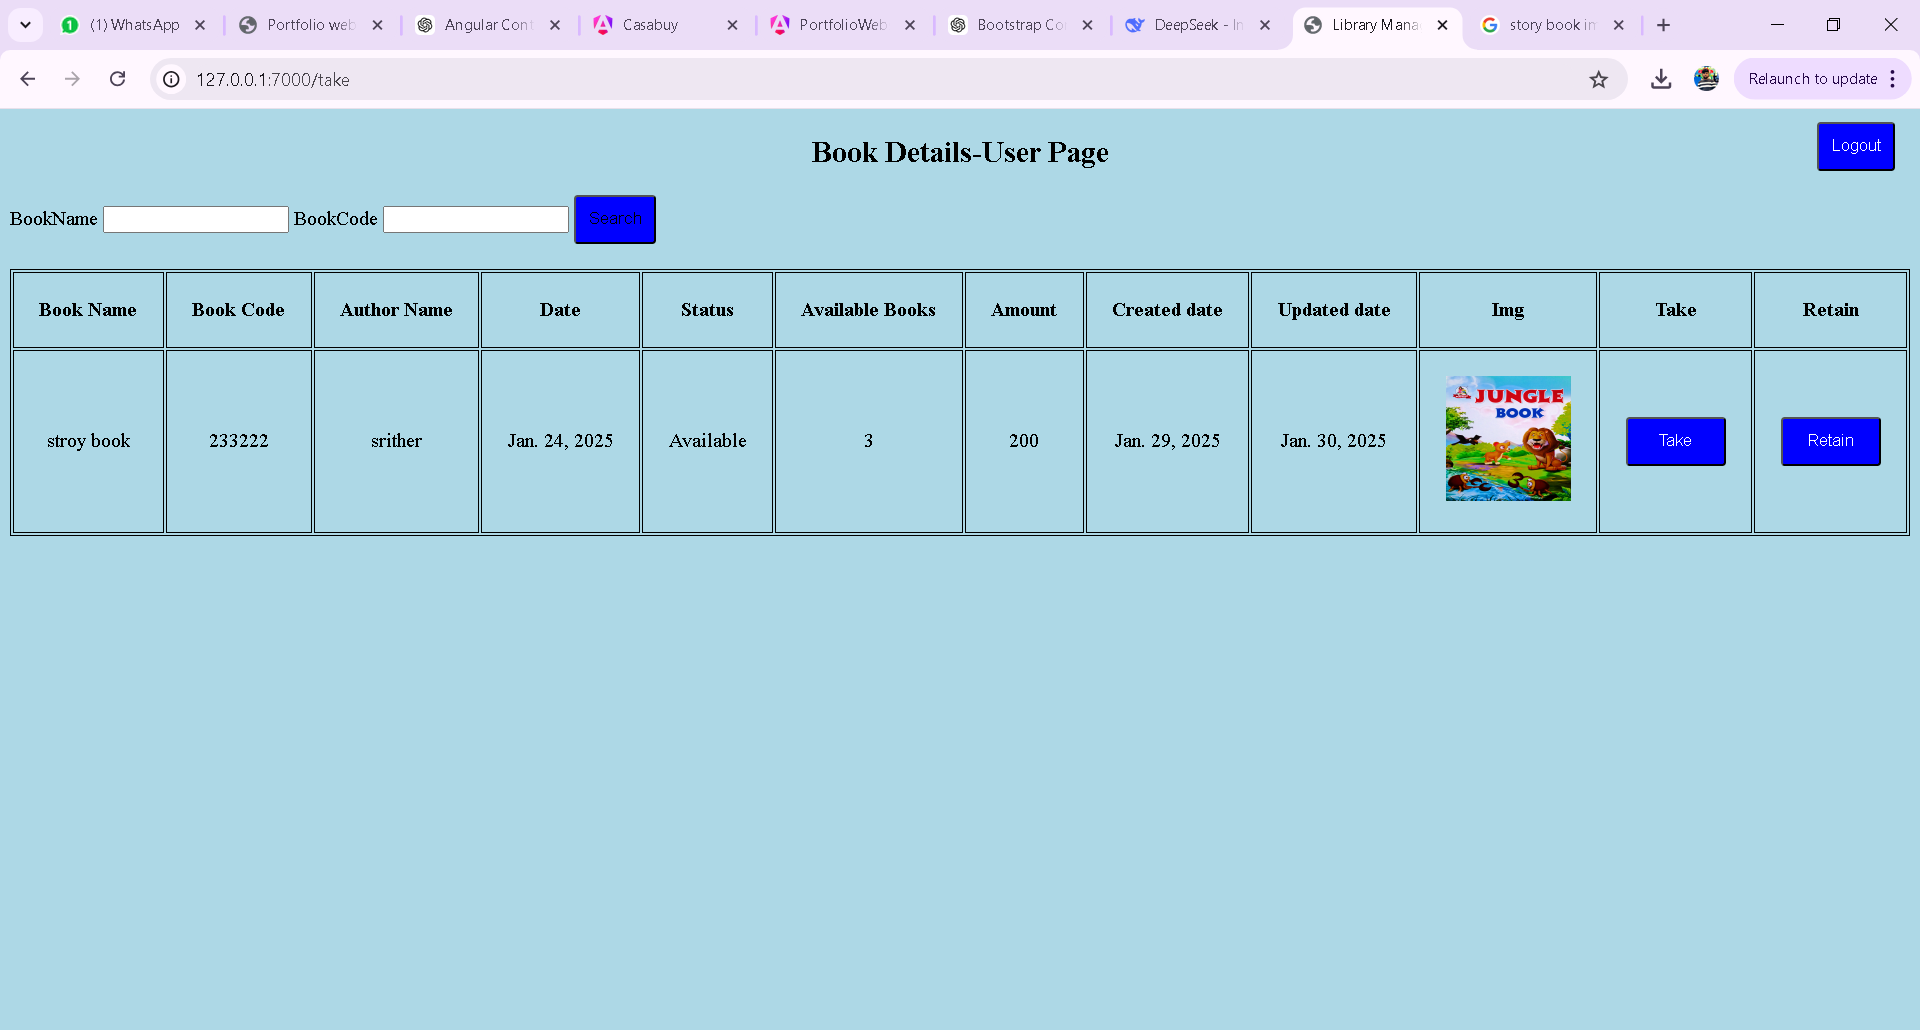 (1) WhatsApp
Portfolio web
Angular Cont
Casabuy
PortfolioWeb
Bootstrap Co
DeepSeek - In
Library Mana
story book im
127.0.0.1:7000/take
Relaunch to update
Book Details-User Page
Logout
BookName BookCode Search
Book Name Book Code Author Name Date Status Available Books Amount Created date Updated date Img Take Retain
JUNGLE
BOOK
stroy book 233222 srither Jan. 24, 2025 Available 3 200 Jan. 29, 2025 Jan. 30, 2025 Take Retain